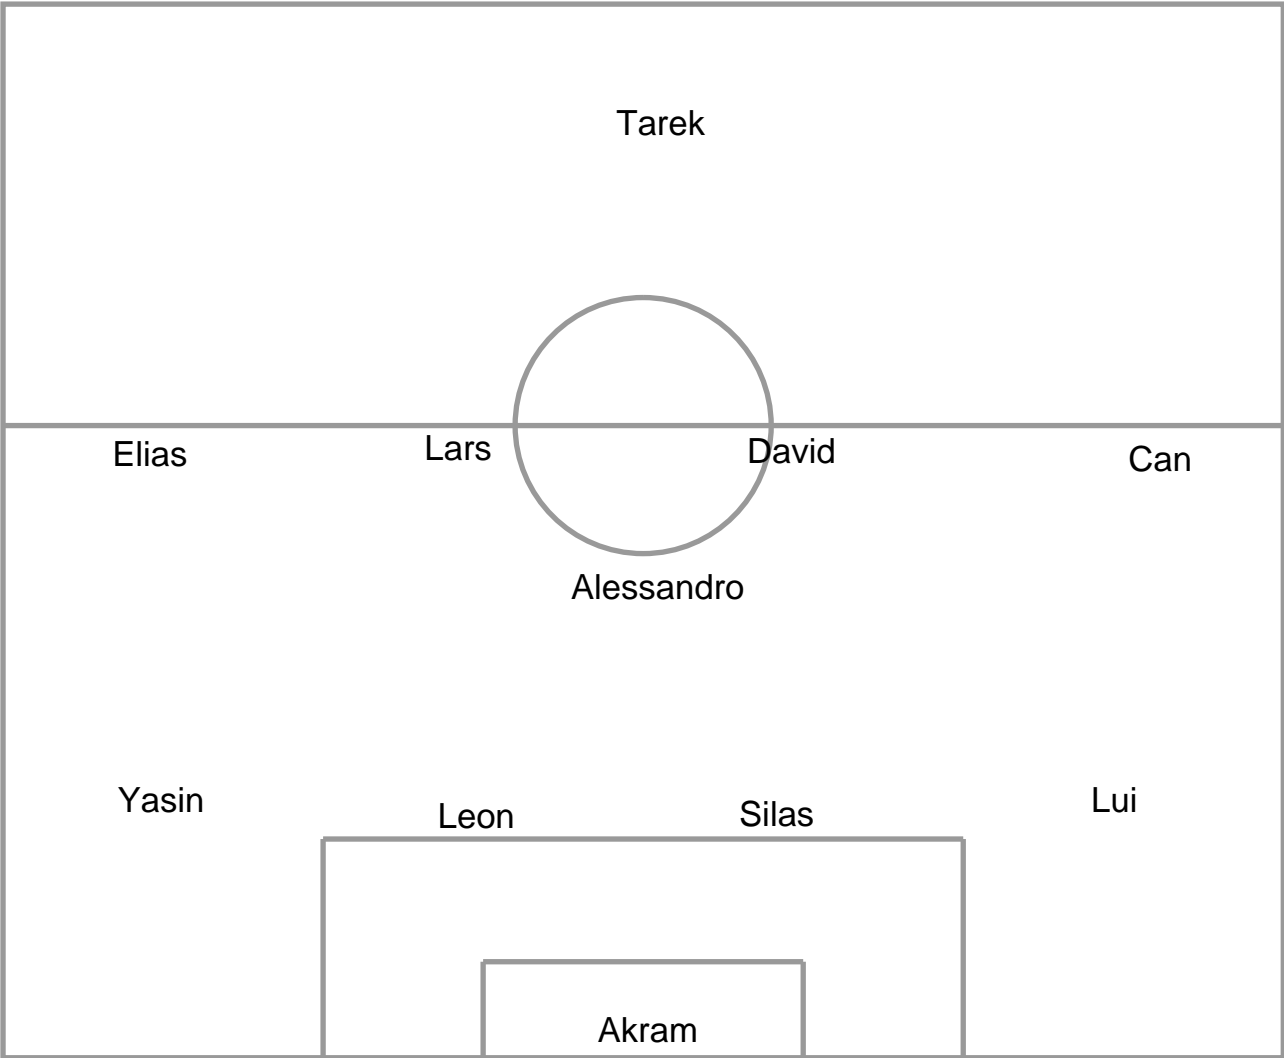 Tarek
Elias Lars David Can
Alessandro
Yasin Leon Silas Lui
Akram